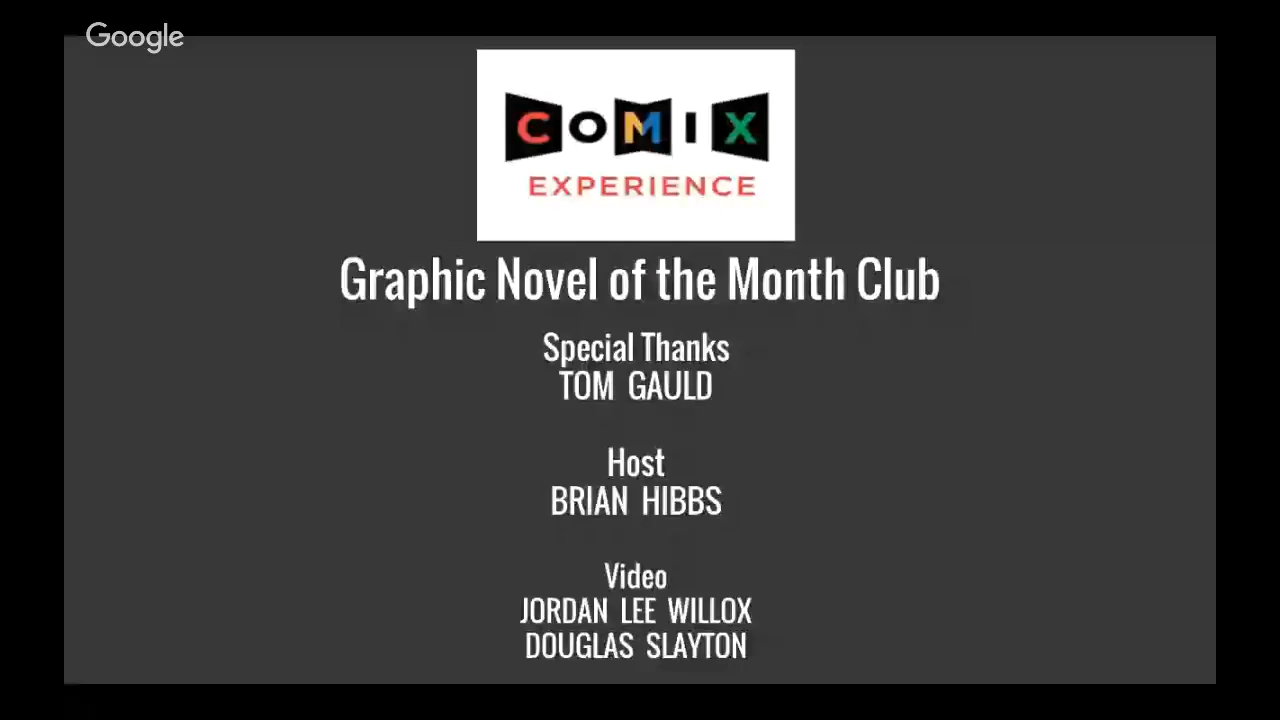 Google
COMIX
EXPERIENCE
Graphic Novel of the Month Club
Special Thanks
TOM GAULD
Host
BRIAN HIBBS
Video
JORDAN LEE WILLOX
DOUGLAS SLAYTON